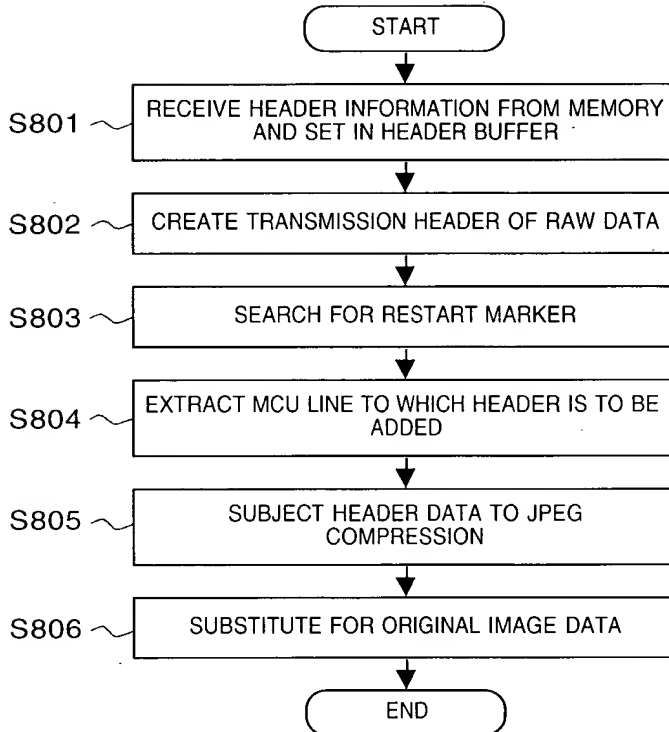 START
S801
RECEIVE HEADER INFORMATION FROM MEMORY
AND SET IN HEADER BUFFER
S802
CREATE TRANSMISSION HEADER OF RAW DATA
S803
SEARCH FOR RESTART MARKER
S804
EXTRACT MCU LINE TO WHICH HEADER IS TO BE
ADDED
S805
SUBJECT HEADER DATA TO JPEG
COMPRESSION
S806
SUBSTITUTE FOR ORIGINAL IMAGE DATA
END